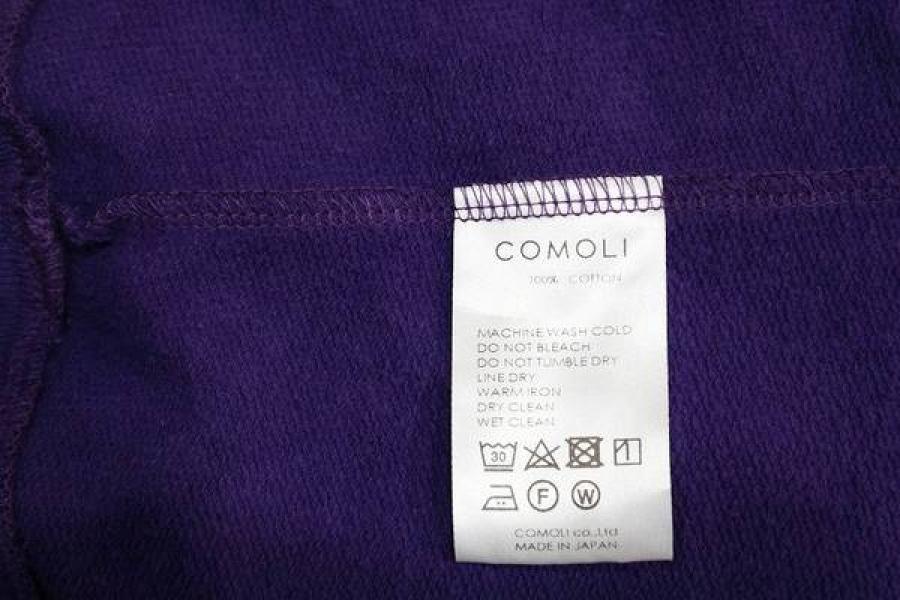 COMOLI
100% COTTON
MACHINE WASH COLD
DO NOT BLEACH
DO NOT TUMBLE DRY
LINE DRY
WARM IRON
DRY CLEAN
WET CLEAN
30
F W
COMOLI co.,Ltd
MADE IN JAPAN